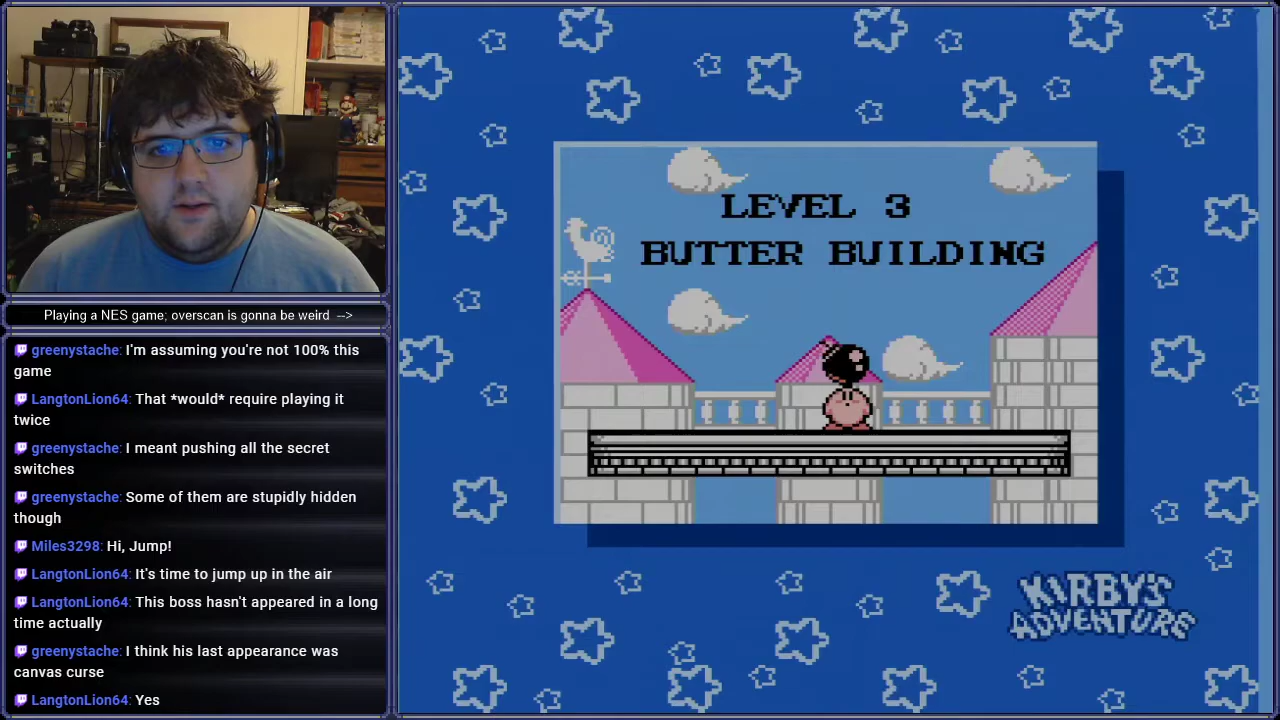 LEVEL 3
BUTTER BUILDING
Playing a NES game; overscan is gonna be weird -->
greenystache: I'm assuming you're not 100% this
game
LangtonLion64: That *would* require playing it
twice
greenystache: I meant pushing all the secret
switches
greenystache: Some of them are stupidly hidden
though
Miles3298: Hi, Jump!
LangtonLion64: It's time to jump up in the air
LangtonLion64: This boss hasn't appeared in a long
time actually
greenystache: I think his last appearance was
canvas curse
LangtonLion64: Yes
KIRBY'S
ADVENTURE